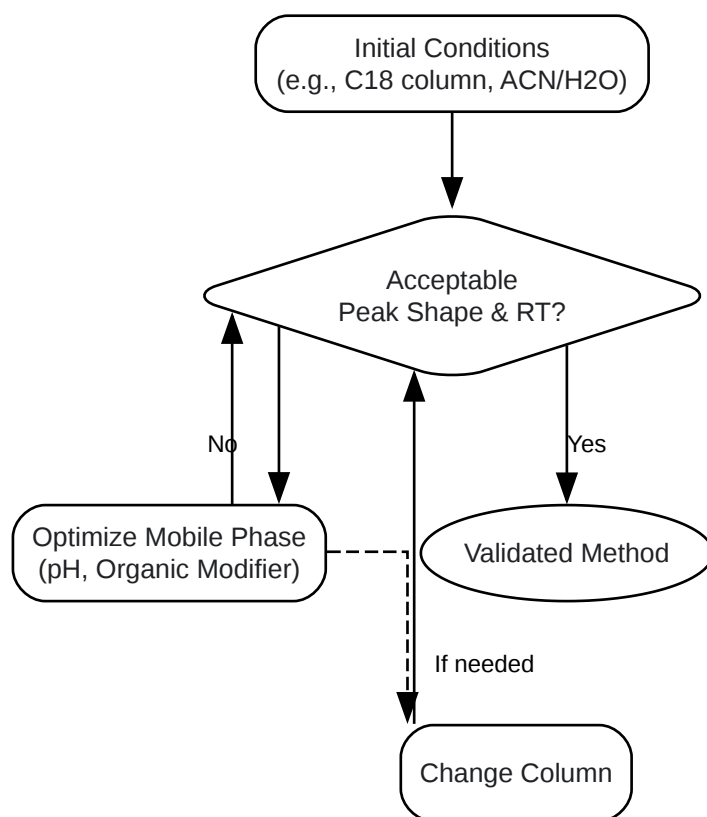 Initial Conditions
(e.g., C18 column, ACN/H2O)
Acceptable
Peak Shape & RT?
No
Yes
Optimize Mobile Phase
(pH, Organic Modifier)
Validated Method
If needed
Change Column